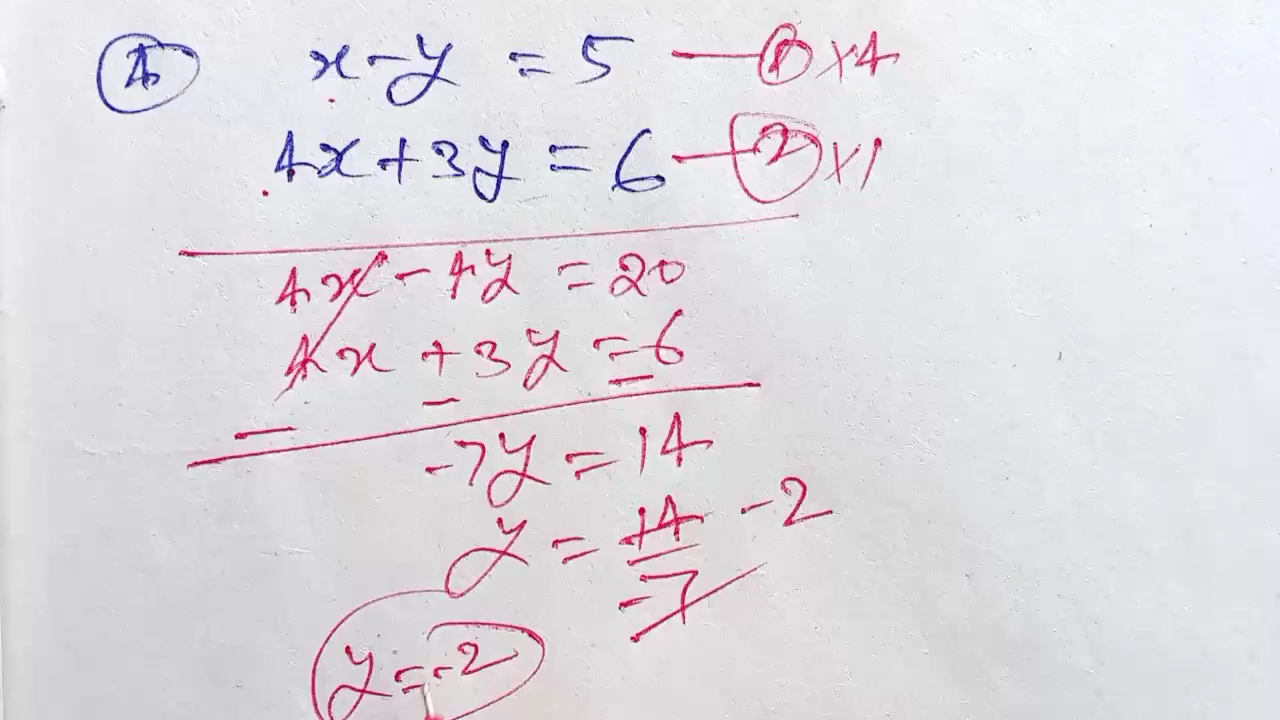 4 x - y = 5 — 1 ×4
4x + 3y = 6 — 2 ×1
4x - 4y = 20
4x + 3y = 6
- - -
-7y = 14
y = 14/-7 -2
y = -2